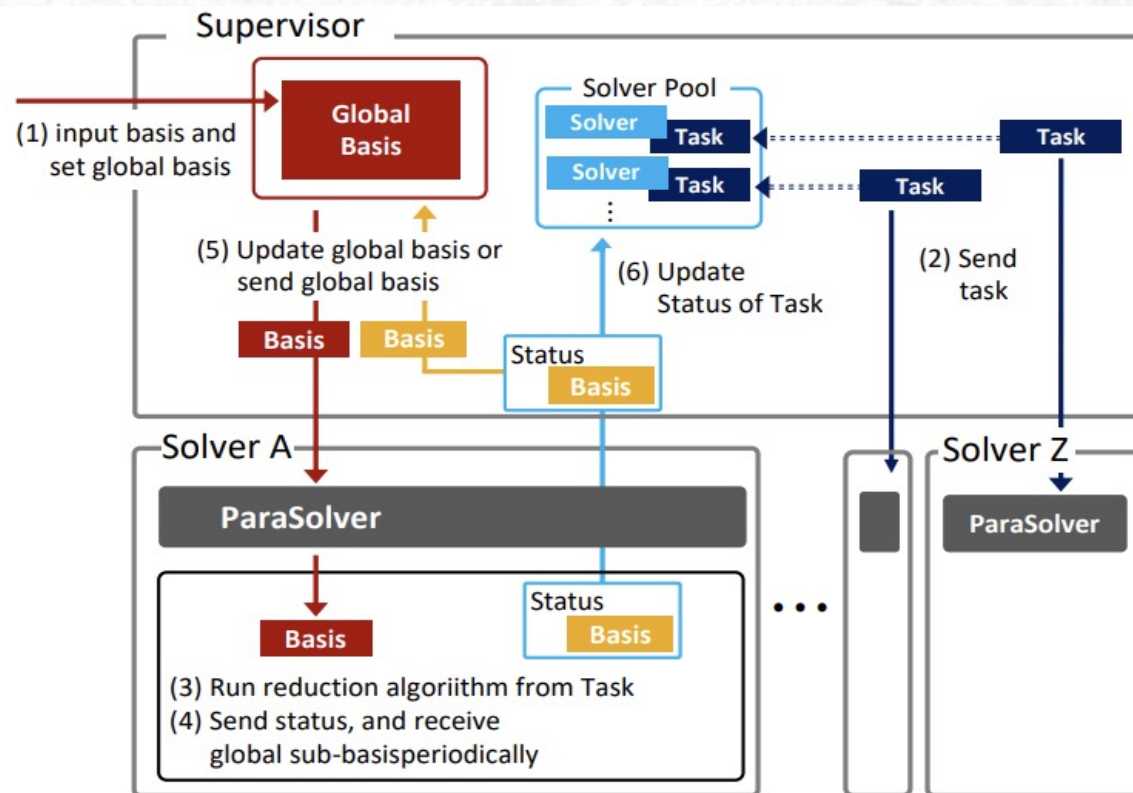 Supervisor
Global
Basis
(1) input basis and
set global basis
Solver Pool
Solver
Task
Solver
Task
⋮
Task
Task
(5) Update global basis or
send global basis
(6) Update
Status of Task
(2) Send
task
Basis
Basis
Status
Basis
Solver A
ParaSolver
Basis
Status
Basis
(3) Run reduction algoriithm from Task
(4) Send status, and receive
global sub-basisperiodically
• • •
Solver Z
ParaSolver